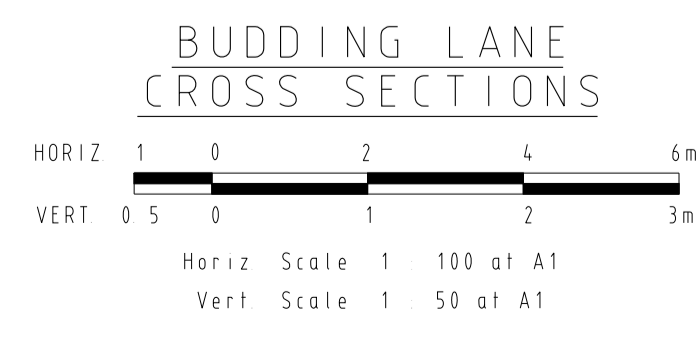 BUDDING LANE
CROSS SECTIONS
HORIZ. 1 0 2 4 6m
VERT. 0.5 0 1 2 3m
Horiz. Scale 1 : 100 at A1
Vert. Scale 1 : 50 at A1